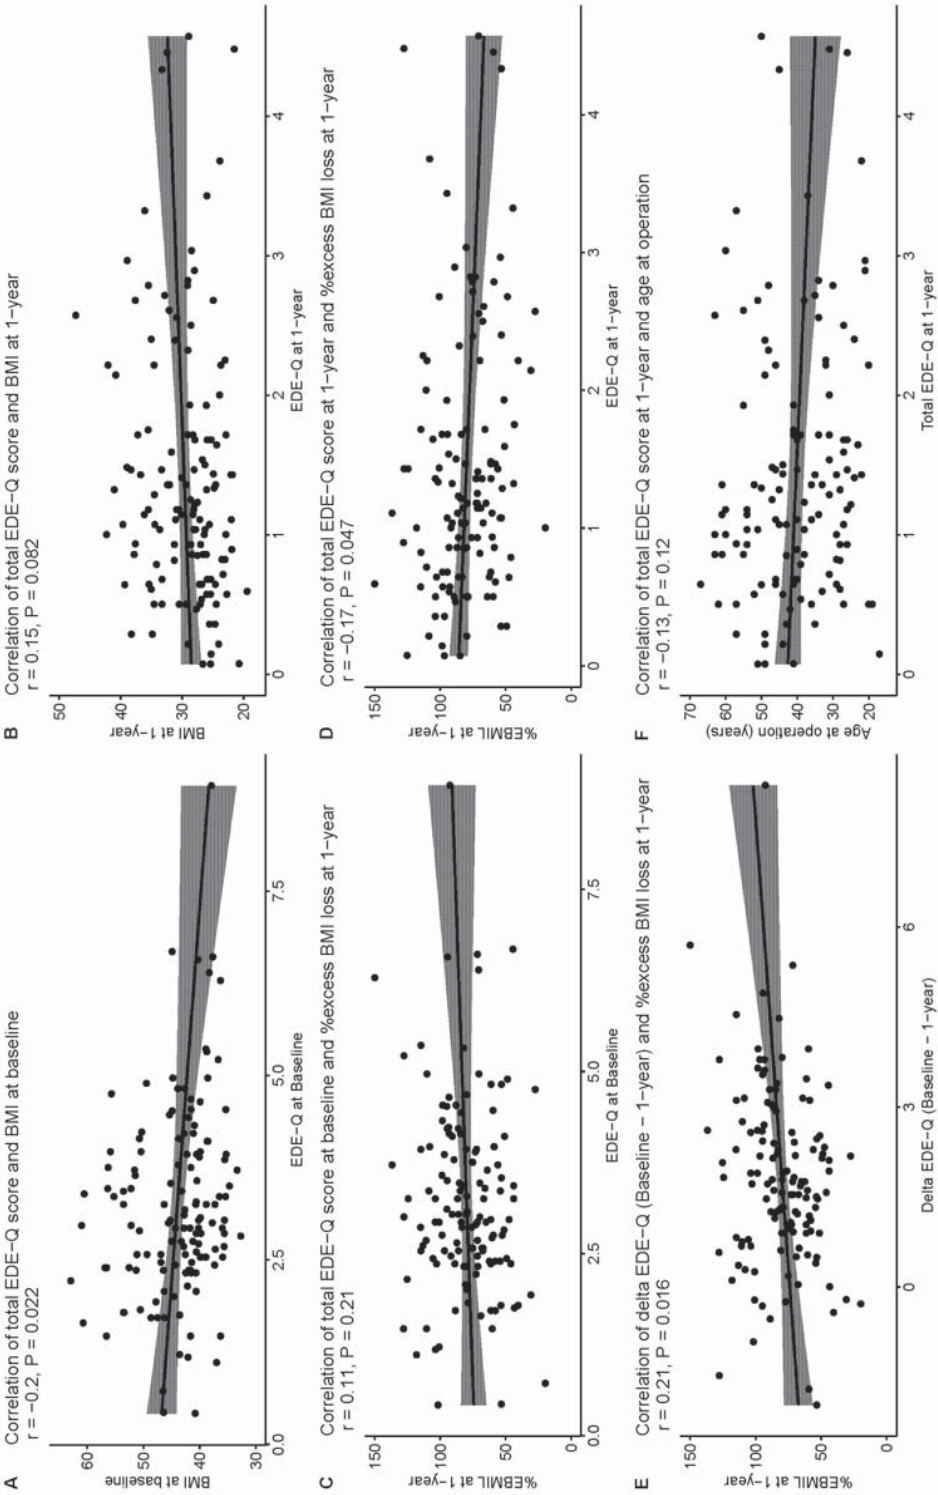 A
Correlation of total EDE−Q score and BMI at baseline
r = −0.2, P = 0.022
BMI at baseline
60
50
40
30
0.0
2.5
5.0
7.5
EDE−Q at Baseline
B
Correlation of total EDE−Q score and BMI at 1−year
r = 0.15, P = 0.082
BMI at 1−year
50
40
30
20
0
1
2
3
4
EDE−Q at 1−year
C
Correlation of total EDE−Q score at baseline and %excess BMI loss at 1−year
r = 0.11, P = 0.21
%EBMIL at 1−year
150
100
50
0
0.0
2.5
5.0
7.5
EDE−Q at Baseline
D
Correlation of total EDE−Q score at 1−year and %excess BMI loss at 1−year
r = −0.17, P = 0.047
%EBMIL at 1−year
150
100
50
0
0
1
2
3
4
EDE−Q at 1−year
E
Correlation of delta EDE−Q (Baseline − 1−year) and %excess BMI loss at 1−year
r = 0.21, P = 0.016
%EBMIL at 1−year
150
100
50
0
0
3
6
Delta EDE−Q (Baseline − 1−year)
F
Correlation of total EDE−Q score at 1−year and age at operation
r = −0.13, P = 0.12
Age at operation (years)
70
60
50
40
30
20
0
1
2
3
4
Total EDE−Q at 1−year